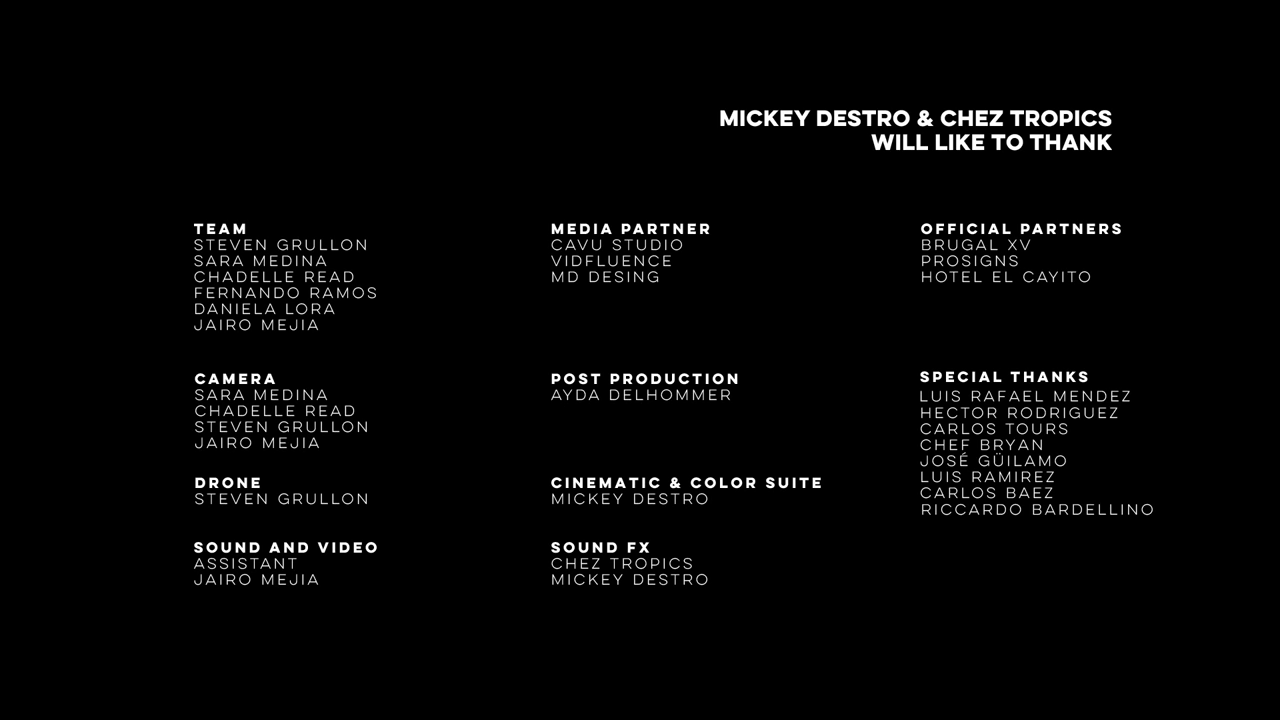 MICKEY DESTRO & CHEZ TROPICS
WILL LIKE TO THANK
TEAM
STEVEN GRULLON
SARA MEDINA
CHADELLE READ
FERNANDO RAMOS
DANIELA LORA
JAIRO MEJIA
CAMERA
SARA MEDINA
CHADELLE READ
STEVEN GRULLON
JAIRO MEJIA
DRONE
STEVEN GRULLON
SOUND AND VIDEO
ASSISTANT
JAIRO MEJIA
MEDIA PARTNER
CAVU STUDIO
VIDFLUENCE
MD DESING
POST PRODUCTION
AYDA DELHOMMER
CINEMATIC & COLOR SUITE
MICKEY DESTRO
SOUND FX
CHEZ TROPICS
MICKEY DESTRO
OFFICIAL PARTNERS
BRUGAL XV
PROSIGNS
HOTEL EL CAYITO
SPECIAL THANKS
LUIS RAFAEL MENDEZ
HECTOR RODRIGUEZ
CARLOS TOURS
CHEF BRYAN
JOSÉ GÜILAMO
LUIS RAMIREZ
CARLOS BAEZ
RICCARDO BARDELLINO